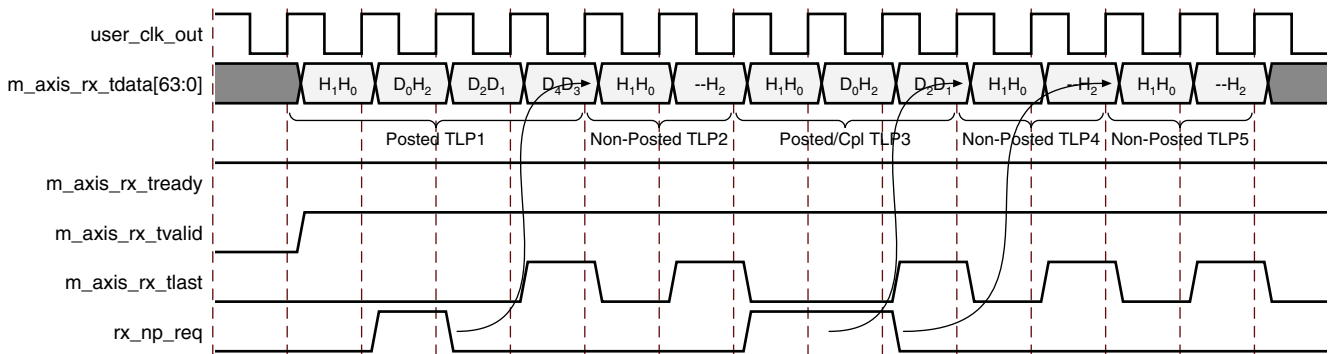 user_clk_out
m_axis_rx_tdata[63:0] H₁H₀ D₀H₂ D₂D₁ D₄D₃ H₁H₀ --H₂ H₁H₀ D₀H₂ D₂D₁ H₁H₀ --H₂ H₁H₀ --H₂
Posted TLP1 Non-Posted TLP2 Posted/Cpl TLP3 Non-Posted TLP4 Non-Posted TLP5
m_axis_rx_tready
m_axis_rx_tvalid
m_axis_rx_tlast
rx_np_req